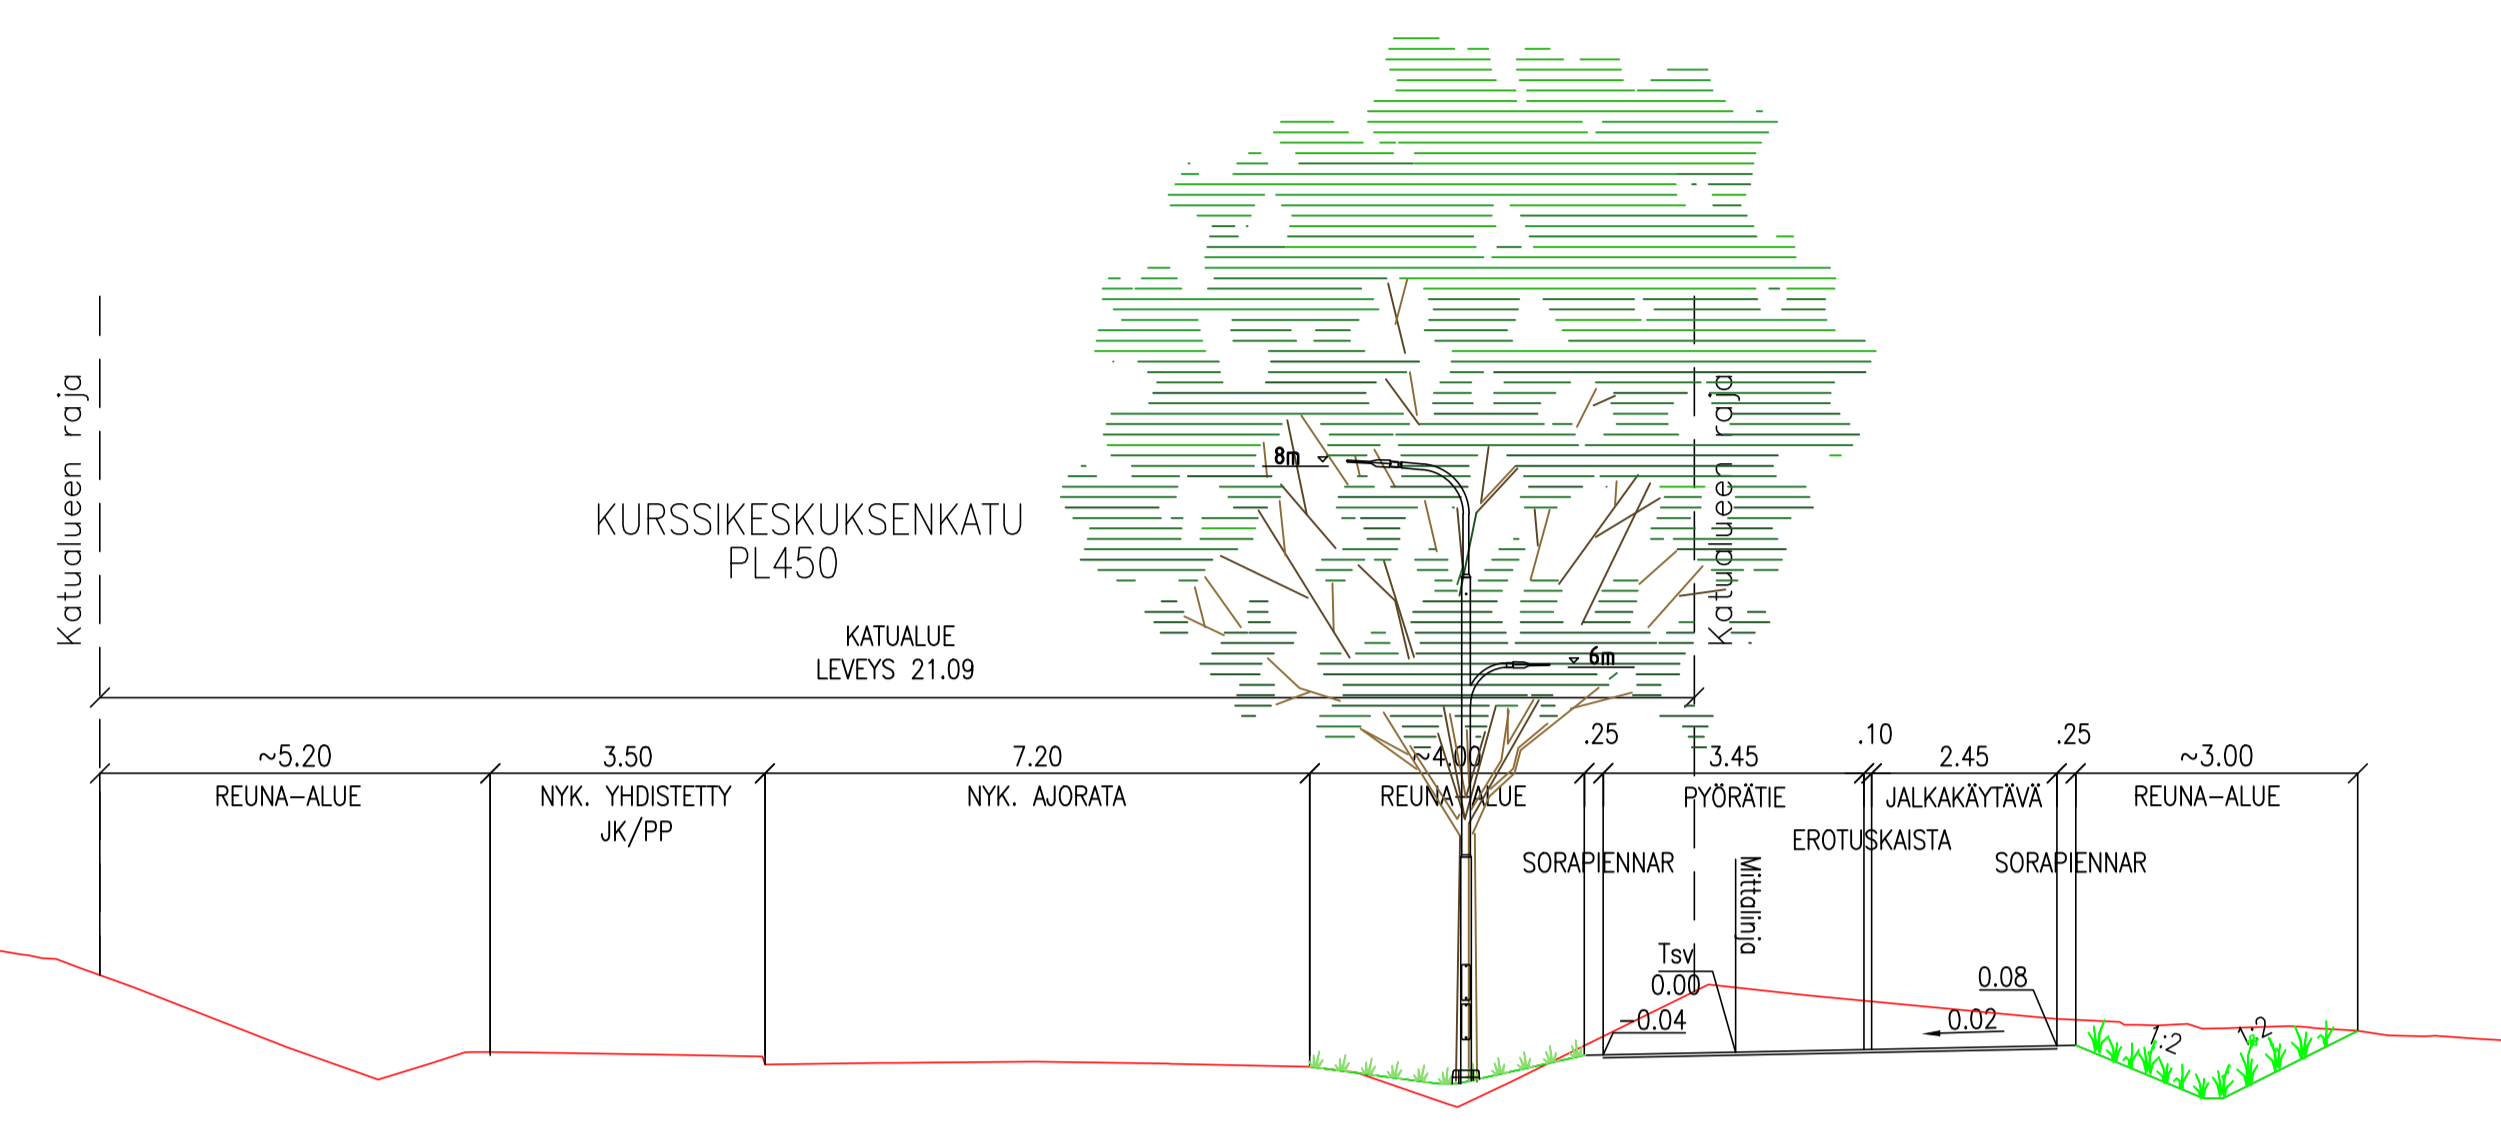 Katualueen raja
Katualueen raja
8m
KURSSIKESKUKSENKATU
PL450
KATUALUE
LEVEYS 21.09
6m
~5.20
3.50
7.20
~4.00
.25
3.45
.10
2.45
.25
~3.00
REUNA-ALUE
NYK. YHDISTETTY
JK/PP
NYK. AJORATA
REUNA-ALUE
PYÖRÄTIE
JALKAKÄYTÄVÄ
REUNA-ALUE
EROTUSKAISTA
SORAPIENNAR
SORAPIENNAR
Mittalinja
Tsv
0.00
-0.04
0.08
0.02
1:2
1:2